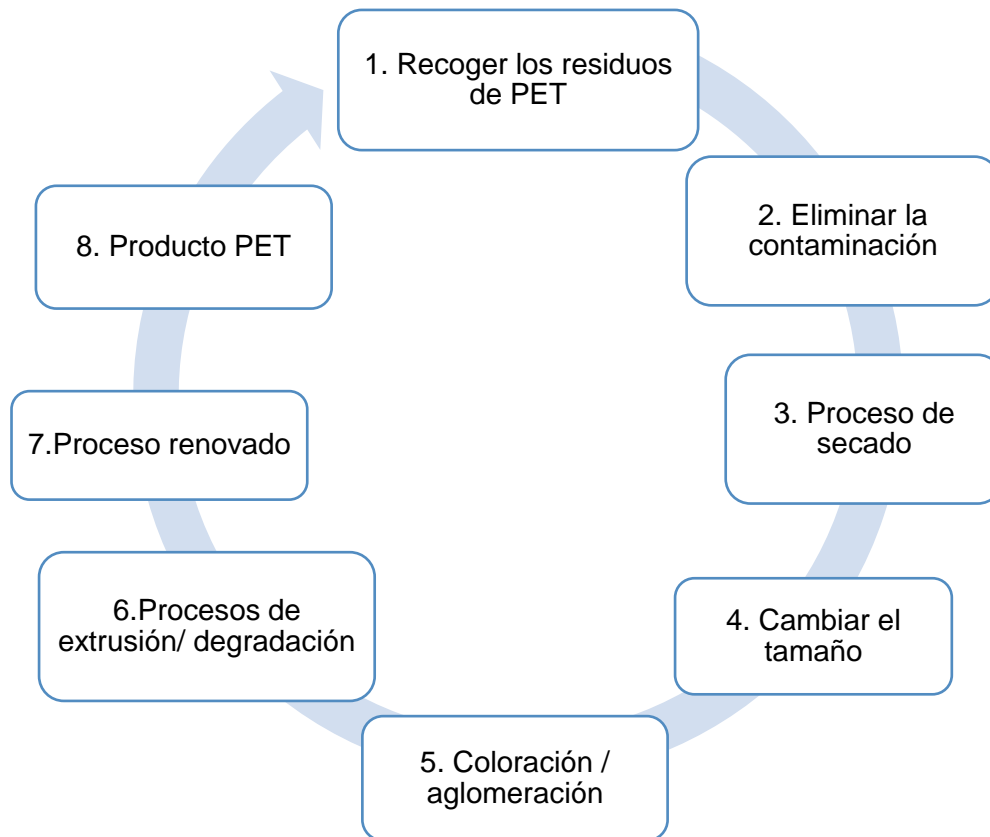 1. Recoger los residuos
de PET
2. Eliminar la
contaminación
3. Proceso de
secado
4. Cambiar el
tamaño
5. Coloración /
aglomeración
6.Procesos de
extrusión/ degradación
7.Proceso renovado
8. Producto PET